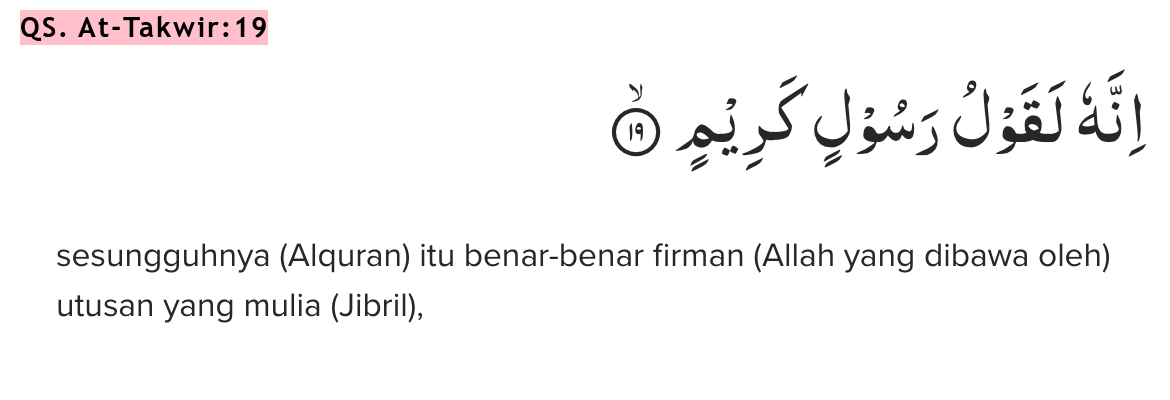 QS. At-Takwir:19
اِنَّهٗ لَقَوْلُ رَسُوْلٍ كَرِيْمٍۙ ١٩
sesungguhnya (Alquran) itu benar-benar firman (Allah yang dibawa oleh)
utusan yang mulia (Jibril),